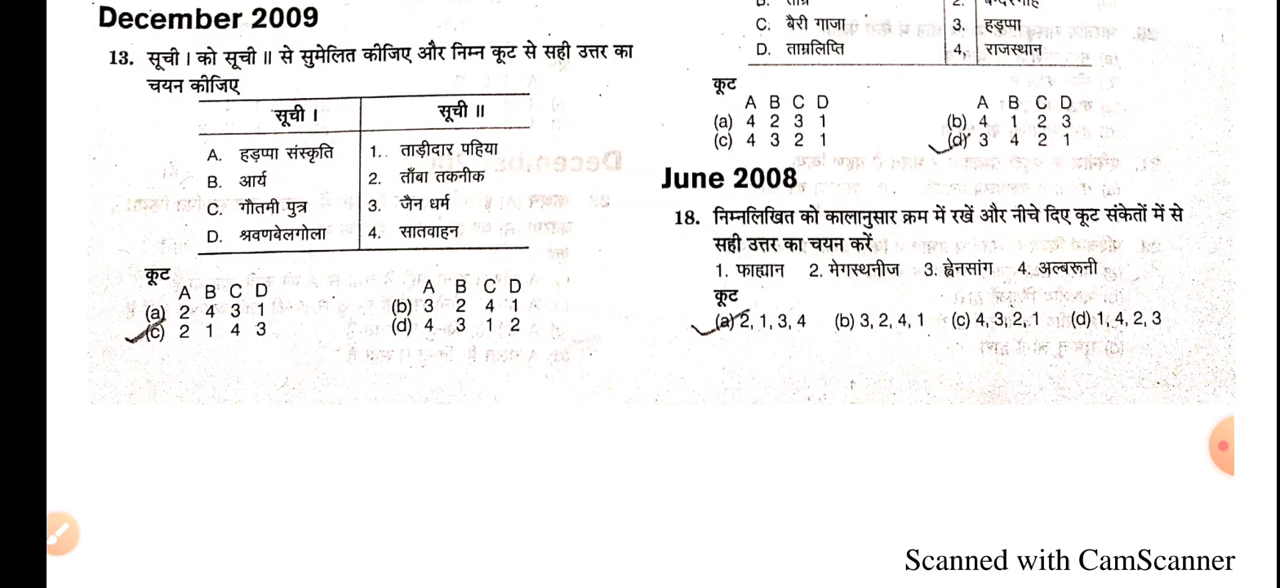 December 2009
13. सूची I को सूची II से सुमेलित कीजिए और निम्न कूट से सही उत्तर का
चयन कीजिए
सूची I सूची II
A. हड़प्पा संस्कृति 1. ताड़ीदार पहिया
B. आर्य 2. ताँबा तकनीक
C. गौतमी पुत्र 3. जैन धर्म
D. श्रवणबेलगोला 4. सातवाहन
कूट
A B C D A B C D
(a) 2 4 3 1 (b) 3 2 4 1
(c) 2 1 4 3 (d) 4 3 1 2
C. बैरी गाजा 3. हड़प्पा
D. ताम्रलिप्ति 4. राजस्थान
कूट
A B C D A B C D
(a) 4 2 3 1 (b) 4 1 2 3
(c) 4 3 2 1 (d) 3 4 2 1
June 2008
18. निम्नलिखित को कालानुसार क्रम में रखें और नीचे दिए कूट संकेतों में से
सही उत्तर का चयन करें
1. फाह्यान 2. मेगस्थनीज 3. ह्वेनसांग 4. अल्बरूनी
कूट
(a) 2, 1, 3, 4 (b) 3, 2, 4, 1 (c) 4, 3, 2, 1 (d) 1, 4, 2, 3
Scanned with CamScanner